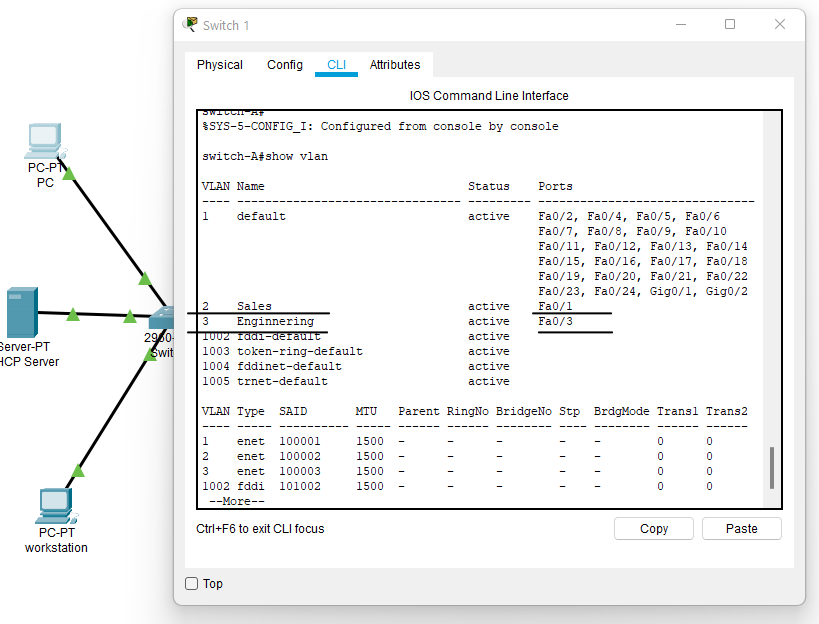 Switch 1
Physical Config CLI Attributes
IOS Command Line Interface
switch-A#
%SYS-5-CONFIG_I: Configured from console by console
switch-A#show vlan
VLAN Name Status Ports
---- -------------------------------- --------- -------------------------------
1 default active Fa0/2, Fa0/4, Fa0/5, Fa0/6
Fa0/7, Fa0/8, Fa0/9, Fa0/10
Fa0/11, Fa0/12, Fa0/13, Fa0/14
Fa0/15, Fa0/16, Fa0/17, Fa0/18
Fa0/19, Fa0/20, Fa0/21, Fa0/22
Fa0/23, Fa0/24, Gig0/1, Gig0/2
2 Sales active Fa0/1
3 Enginnering active Fa0/3
1002 fddi-default active
1003 token-ring-default active
1004 fddinet-default active
1005 trnet-default active
VLAN Type SAID MTU Parent RingNo BridgeNo Stp BrdgMode Trans1 Trans2
---- ----- ---------- ----- ------ ------ -------- ---- -------- ------ ------
1 enet 100001 1500 - - - - - 0 0
2 enet 100002 1500 - - - - - 0 0
3 enet 100003 1500 - - - - - 0 0
1002 fddi 101002 1500 - - - - - 0 0
--More--
Ctrl+F6 to exit CLI focus
Copy Paste
Top
PC-PT
PC
Server-PT
HCP Server
Swit
PC-PT
workstation